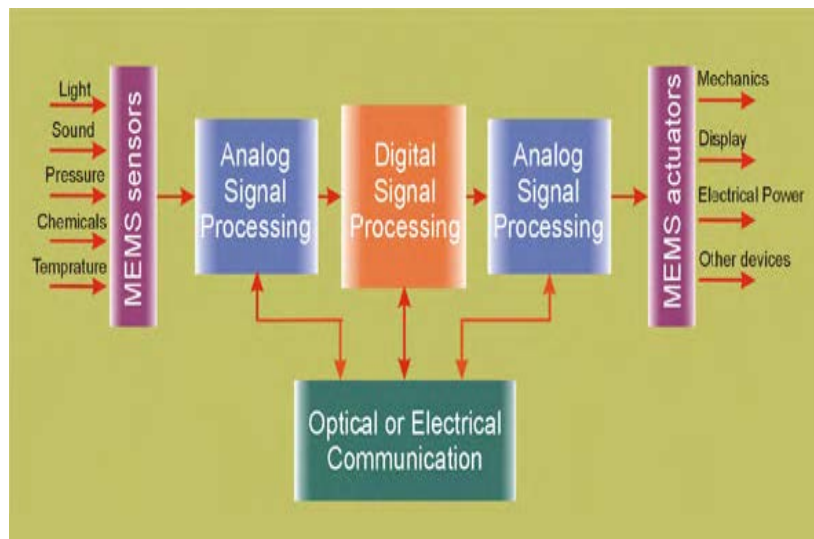 Light
Sound
Pressure
Chemicals
Temprature
MEMS sensors
Analog
Signal
Processing
Digital
Signal
Processing
Analog
Signal
Processing
MEMS actuators
Mechanics
Display
Electrical Power
Other devices
Optical or Electrical
Communication